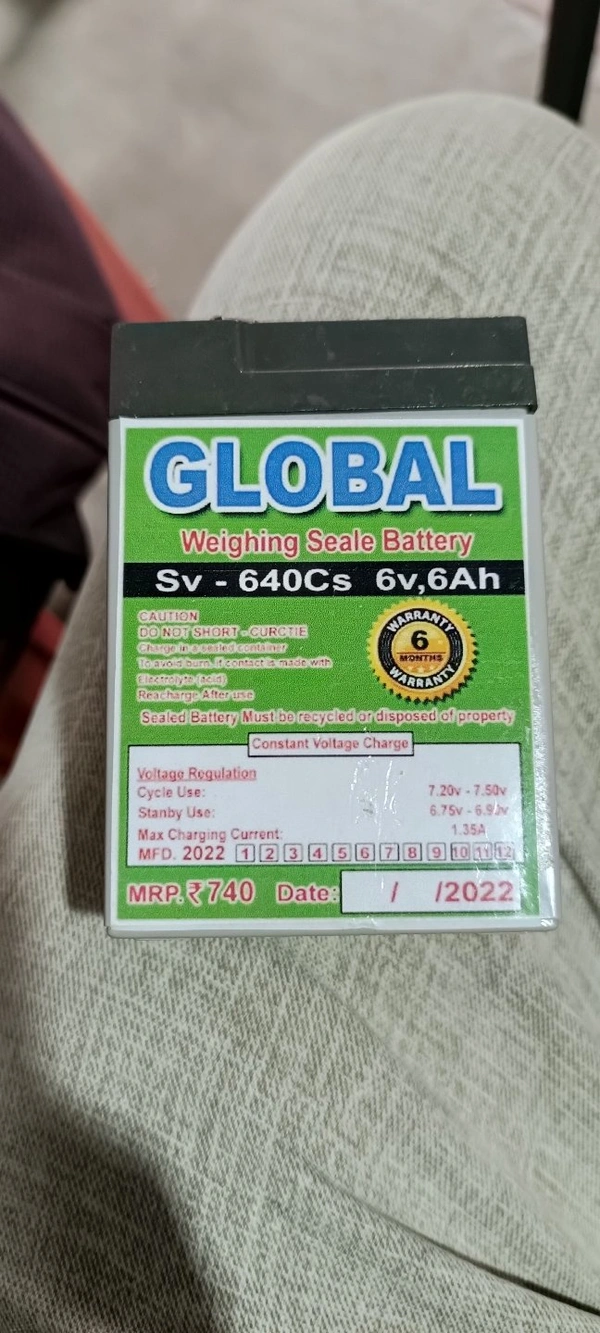 GLOBAL
Weighing Seale Battery
Sv - 640Cs 6v,6Ah
CAUTION
DO NOT SHORT - CURCTIE
Charge in a sealed container
To avoid burn. if contact is made with
Electrolyte (acid)
Reacharge After use
WARRANTY
6
MONTHS
WARRANTY
Sealed Battery Must be recycled or disposed of property
Constant Voltage Charge
Voltage Regulation
Cycle Use: 7.20v - 7.50v
Stanby Use: 6.75v -
Max Charging Current: 1.35A
MFD. 2022 1 2 3 4 5 6 7 8 9 10 11 12
MRP.₹740 Date: / /2022